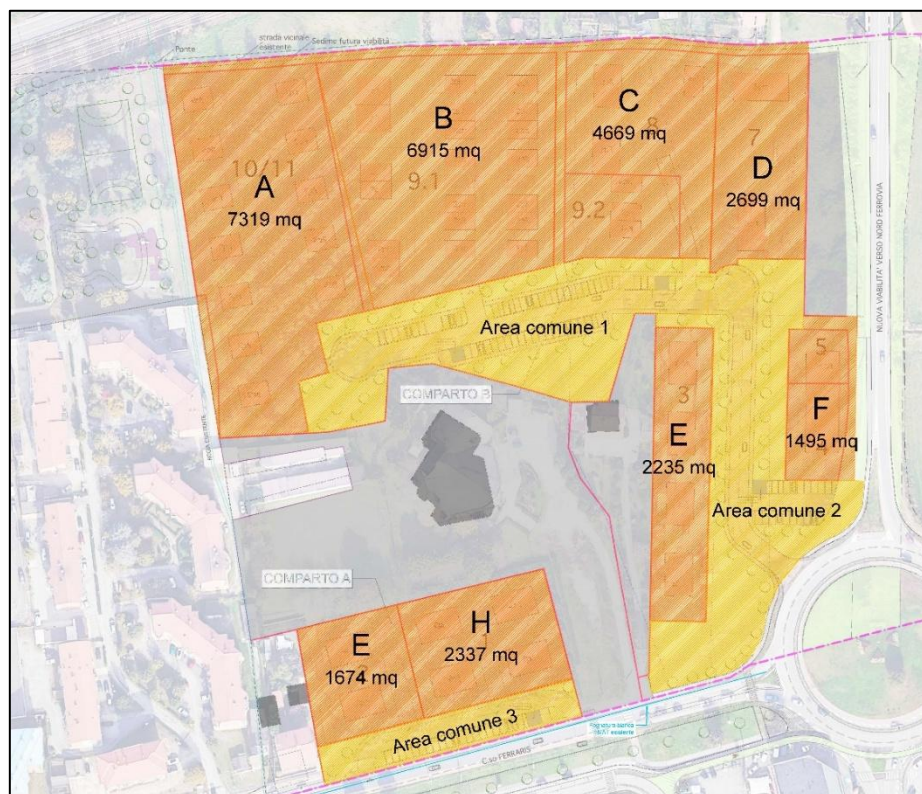 Ponte
strada vicinale
esistente
Sedime futura viabilità
10/11
A
7319 mq
B
6915 mq
9.1
C
8
4669 mq
9.2
7
D
2699 mq
NUOVA VIABILITA' VERSO NORD FERROVIA
Area comune 1
COMPARTO B
3
E
2235 mq
5
F
1495 mq
Area comune 2
COMPARTO A
E
1674 mq
H
2337 mq
Area comune 3
C.so FERRARIS